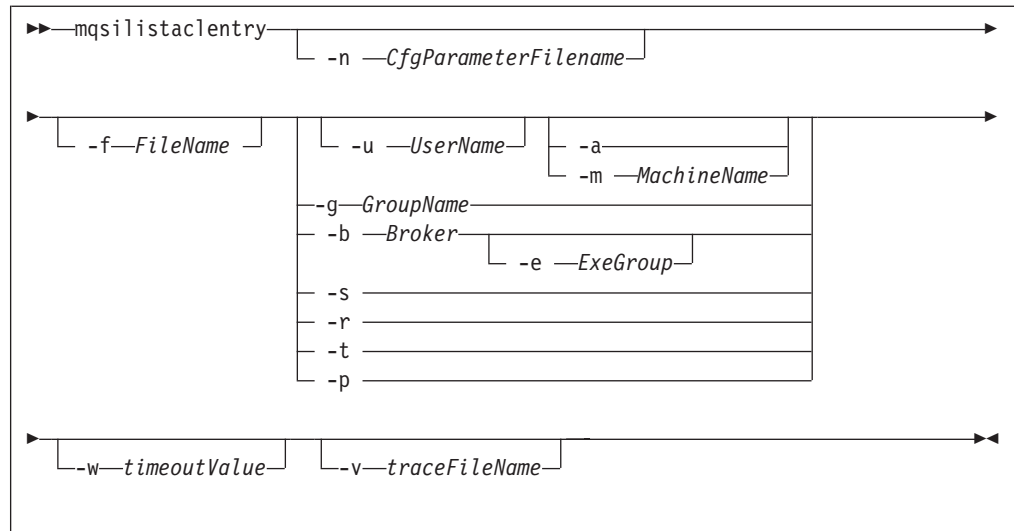 mqsilistaclentry
-n CfgParameterFilename
-f FileName -u UserName -a
-m MachineName
-g GroupName
-b Broker
-e ExeGroup
-s
-r
-t
-p
-w timeoutValue -v traceFileName